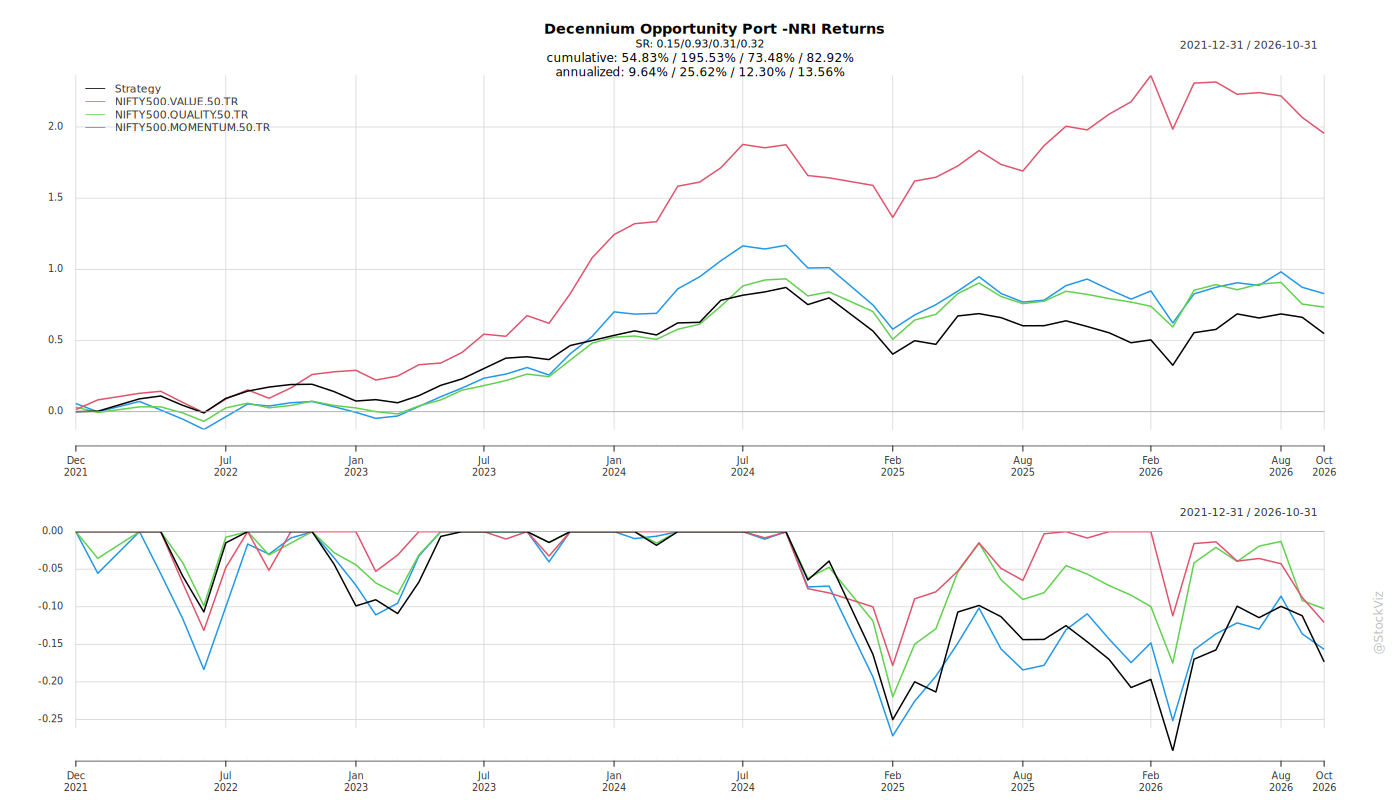 Decennium Opportunity Port -NRI Returns
SR: 0.15/0.93/0.31/0.32
cumulative: 54.83% / 195.53% / 73.48% / 82.92%
annualized: 9.64% / 25.62% / 12.30% / 13.56%
2021-12-31 / 2026-10-31
Strategy
NIFTY500.VALUE.50.TR
NIFTY500.QUALITY.50.TR
NIFTY500.MOMENTUM.50.TR
2.0
1.5
1.0
0.5
0.0
Dec Jul Jan Jul Jan Jul Feb Aug Feb Aug Oct
2021 2022 2023 2023 2024 2024 2025 2025 2026 2026 2026
2021-12-31 / 2026-10-31
0.00
-0.05
-0.10
-0.15
-0.20
-0.25
Dec Jul Jan Jul Jan Jul Feb Aug Feb Aug Oct
2021 2022 2023 2023 2024 2024 2025 2025 2026 2026 2026
@StockViz